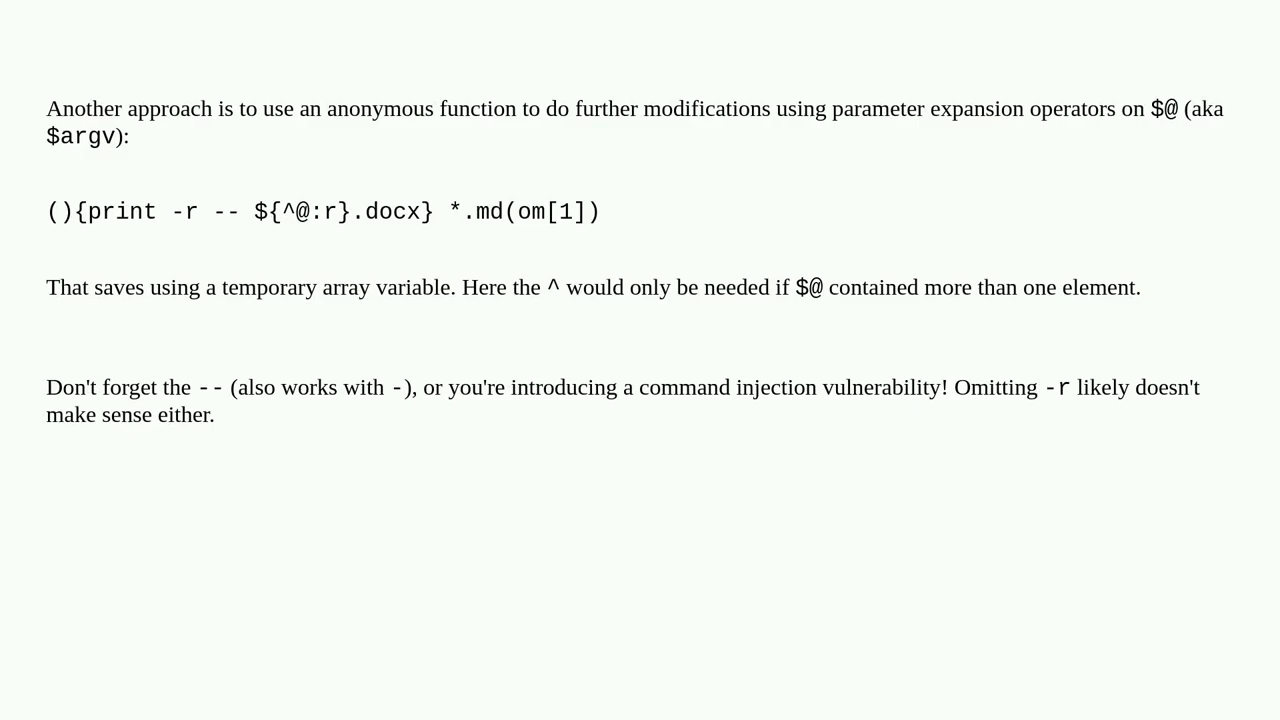 Another approach is to use an anonymous function to do further modifications using parameter expansion operators on $@ (aka
$argv):
(){print -r -- ${^@:r}.docx} *.md(om[1])
That saves using a temporary array variable. Here the ^ would only be needed if $@ contained more than one element.
Don't forget the -- (also works with -), or you're introducing a command injection vulnerability! Omitting -r likely doesn't
make sense either.